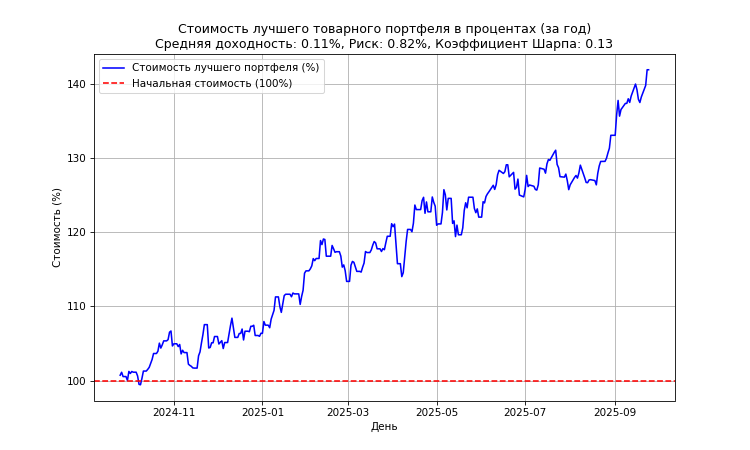 Стоимость лучшего товарного портфеля в процентах (за год)
Средняя доходность: 0.11%, Риск: 0.82%, Коэффициент Шарпа: 0.13
Стоимость лучшего портфеля (%)
Начальная стоимость (100%)
Стоимость (%)
140
130
120
110
100
2024-11
2025-01
2025-03
2025-05
2025-07
2025-09
День